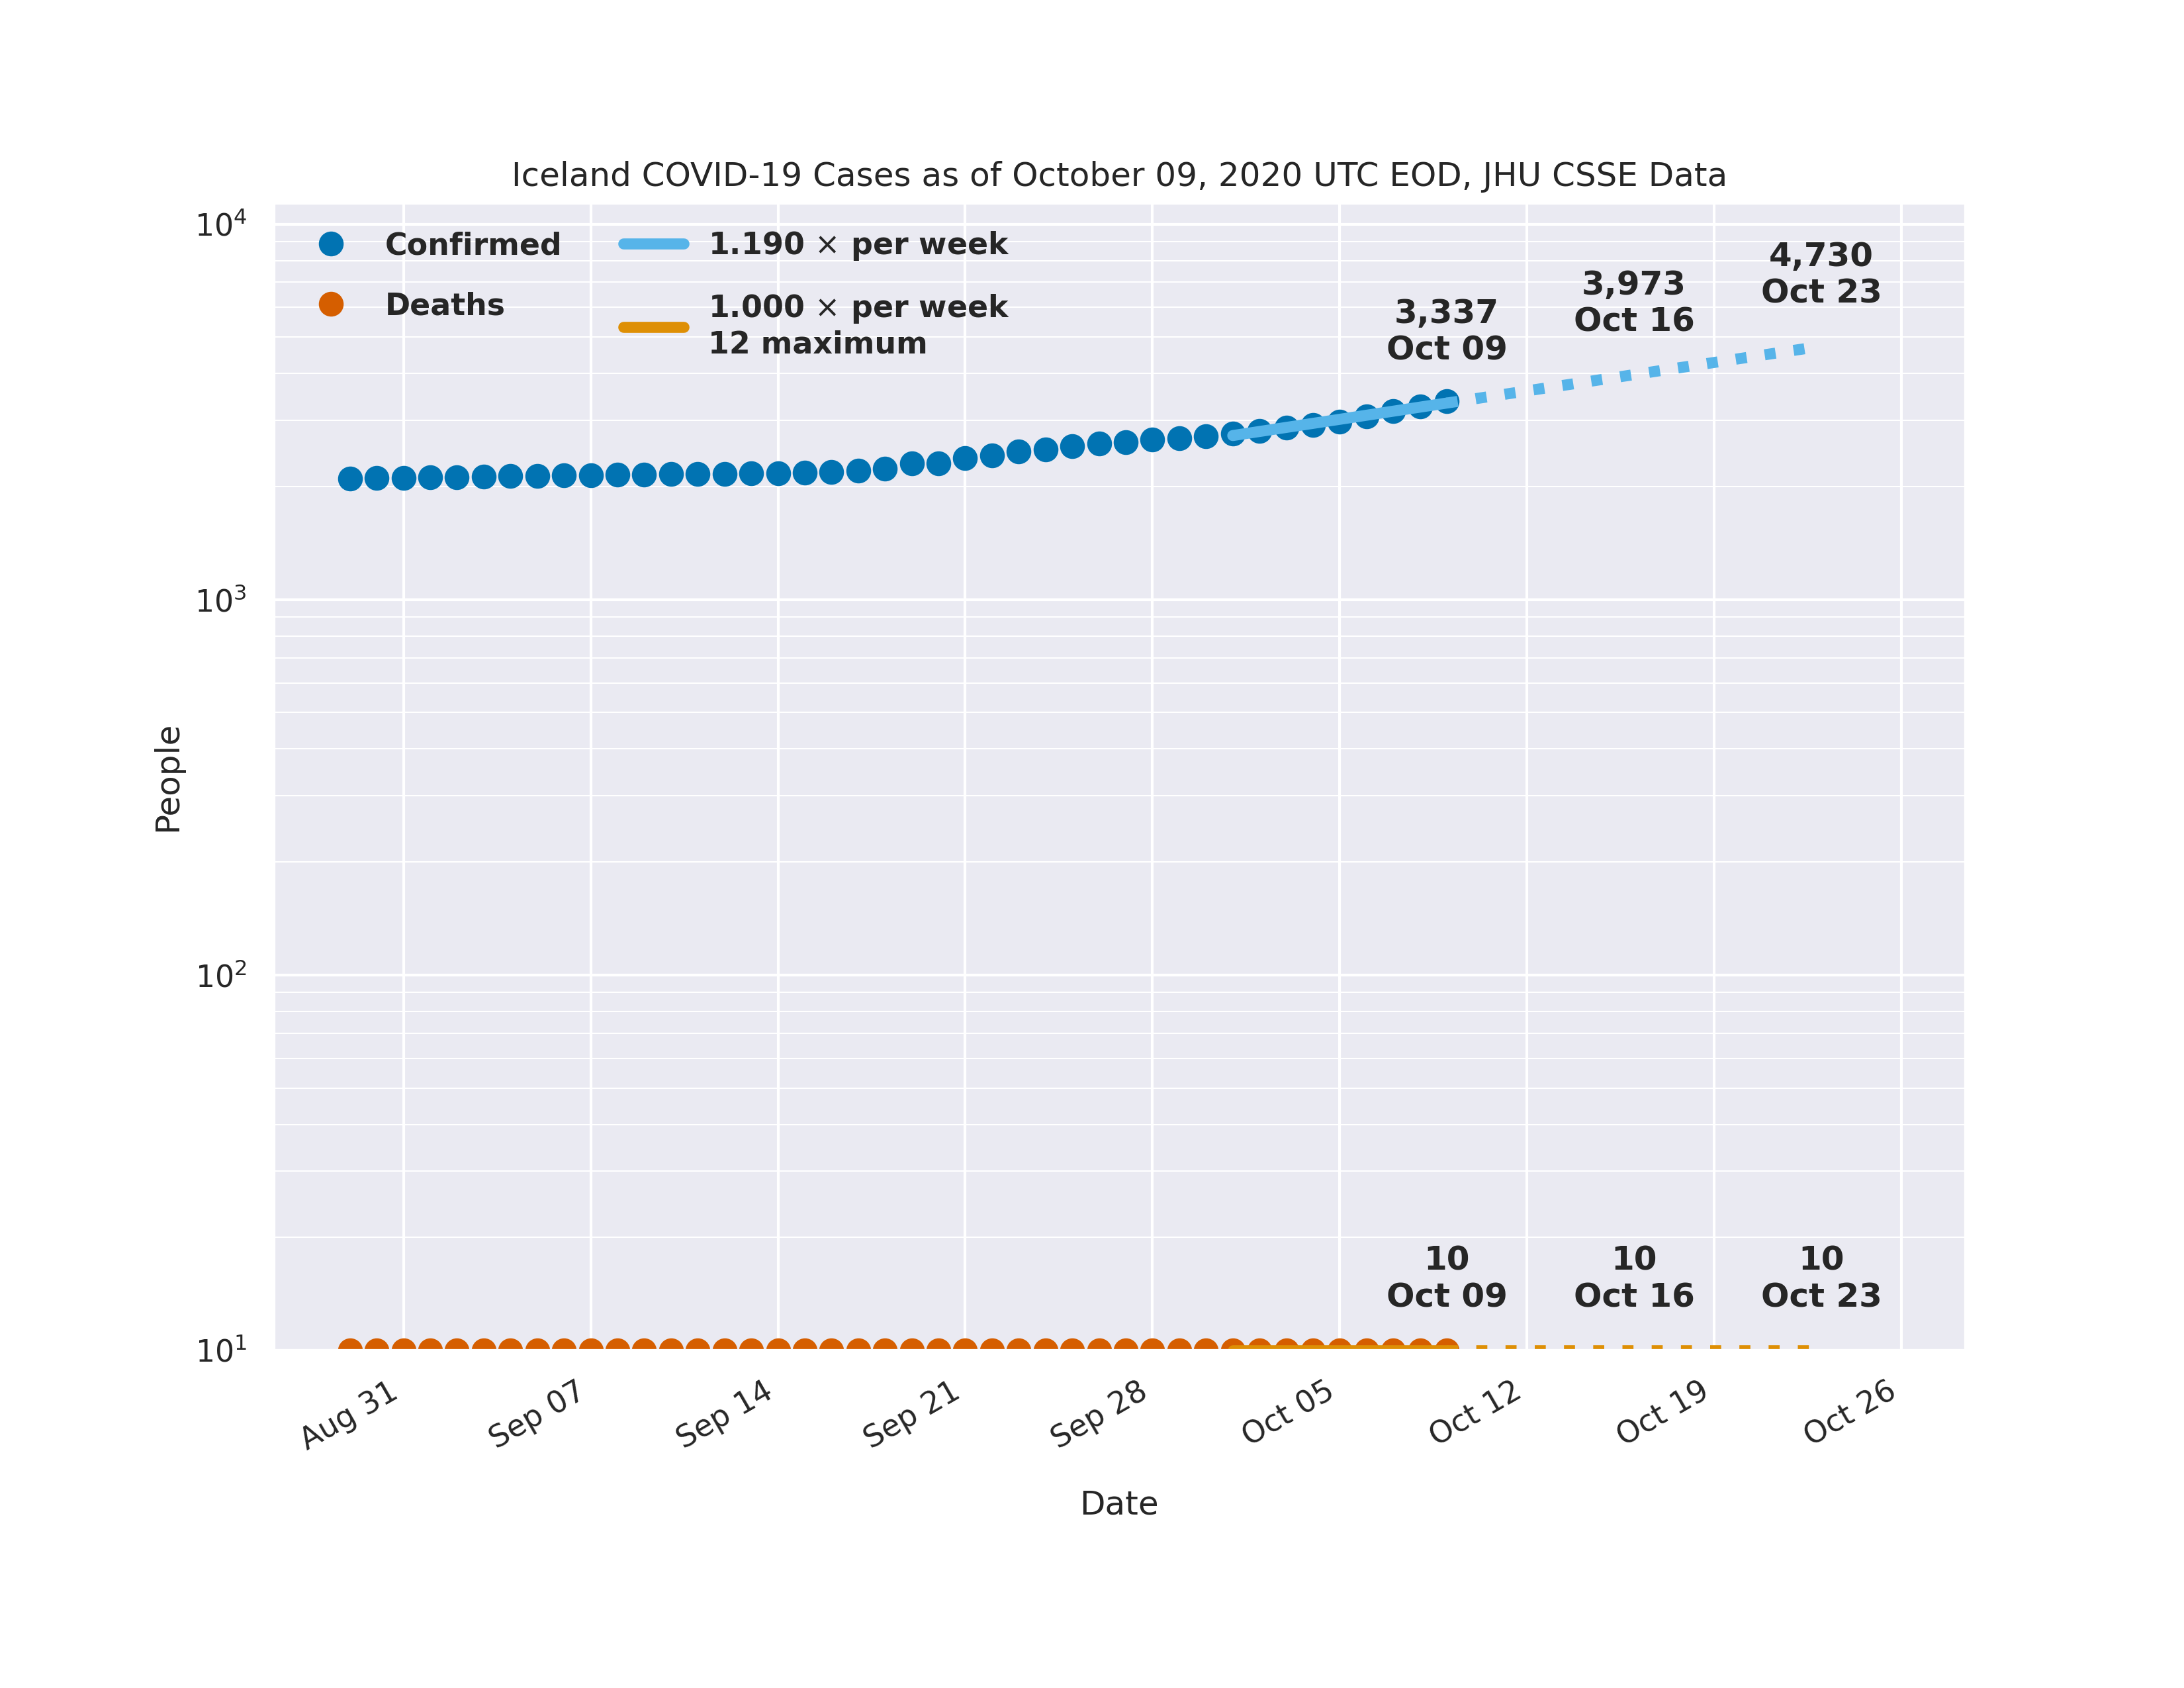 Iceland COVID-19 Cases as of October 09, 2020 UTC EOD, JHU CSSE Data
10⁴
10³
10²
10¹
People
Confirmed
Deaths
1.190 × per week
1.000 × per week
12 maximum
3,337
Oct 09
3,973
Oct 16
4,730
Oct 23
10
Oct 09
10
Oct 16
10
Oct 23
Aug 31
Sep 07
Sep 14
Sep 21
Sep 28
Oct 05
Oct 12
Oct 19
Oct 26
Date